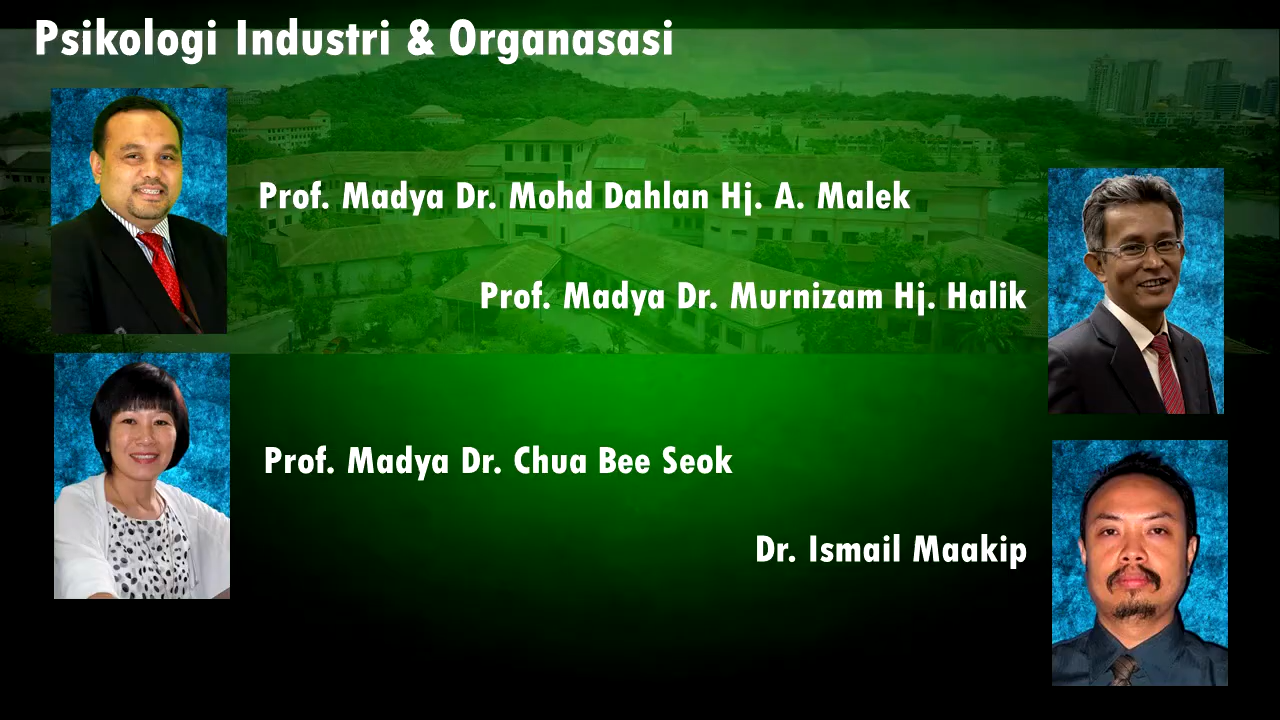 Psikologi Industri & Organasasi
Prof. Madya Dr. Mohd Dahlan Hj. A. Malek
Prof. Madya Dr. Murnizam Hj. Halik
Prof. Madya Dr. Chua Bee Seok
Dr. Ismail Maakip